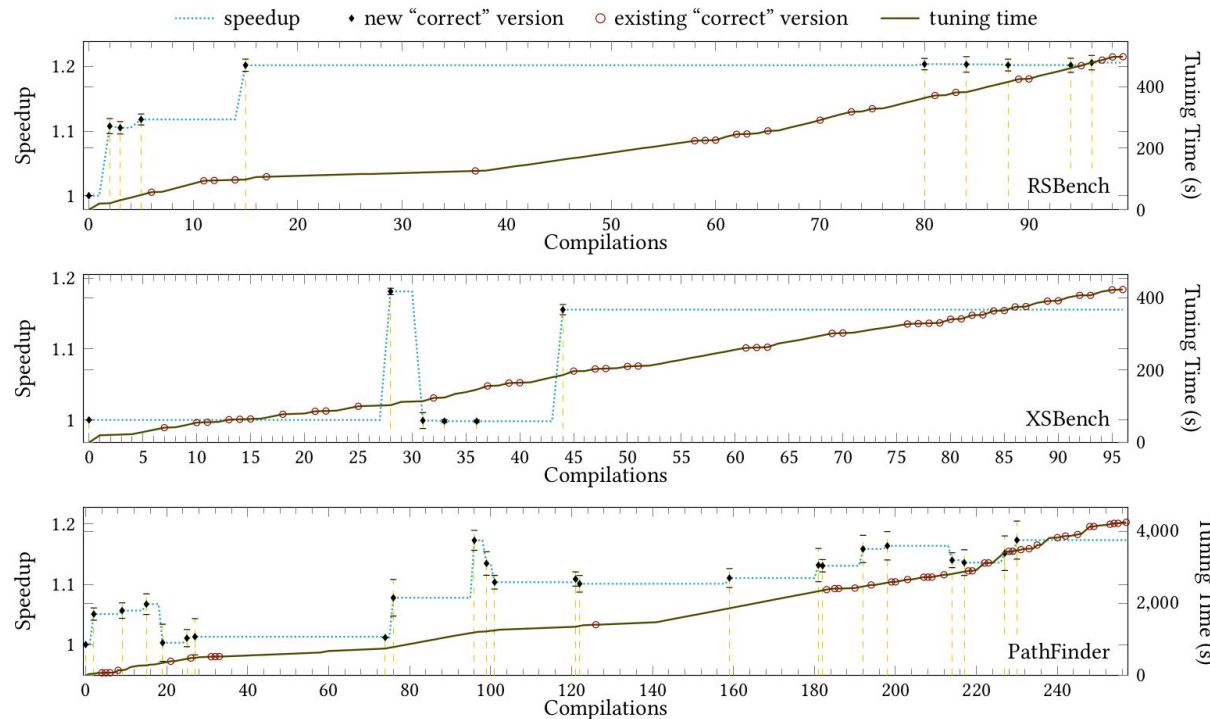 speedup new “correct” version existing “correct” version tuning time
Speedup
1.2
1.1
1
400
200
0
Tuning Time (s)
RSBench
0 10 20 30 40 50 60 70 80 90
Compilations
Speedup
1.2
1.1
1
400
200
0
Tuning Time (s)
XSBench
0 5 10 15 20 25 30 35 40 45 50 55 60 65 70 75 80 85 90 95
Compilations
Speedup
1.2
1.1
1
4,000
2,000
0
Tuning Time (s)
PathFinder
0 20 40 60 80 100 120 140 160 180 200 220 240
Compilations